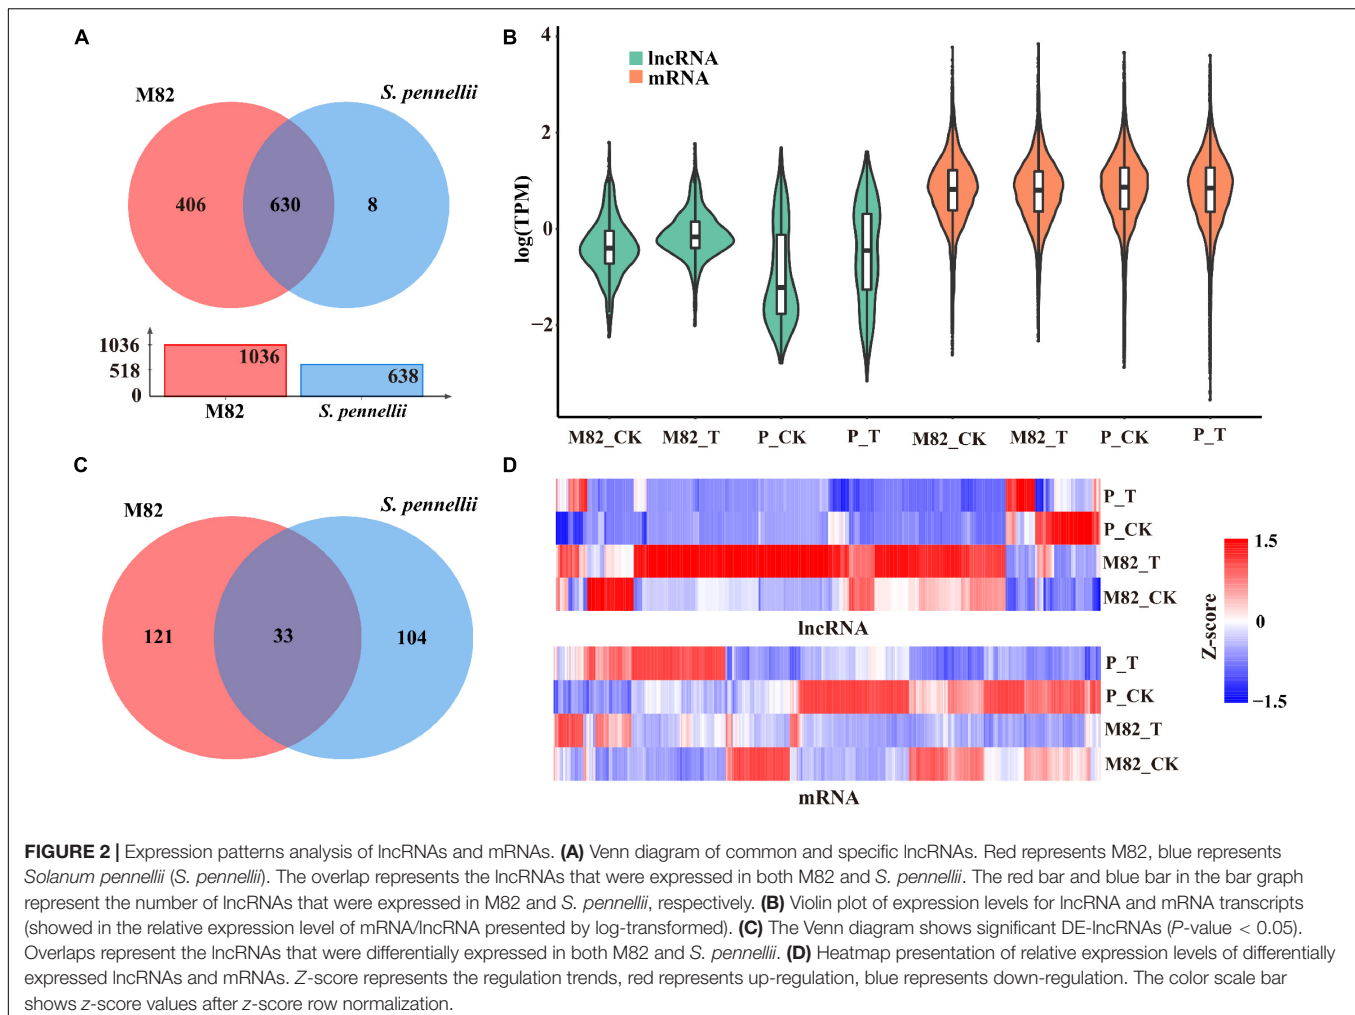 A
M82
S. pennellii
406
630
8
1036
518
0
1036
638
M82
S. pennellii
B
4
2
0
−2
log(TPM)
lncRNA
mRNA
M82_CK
M82_T
P_CK
P_T
M82_CK
M82_T
P_CK
P_T
C
M82
S. pennellii
121
33
104
D
P_T
P_CK
M82_T
M82_CK
lncRNA
P_T
P_CK
M82_T
M82_CK
mRNA
Z-score
1.5
0
−1.5
FIGURE 2 | Expression patterns analysis of lncRNAs and mRNAs. (A) Venn diagram of common and specific lncRNAs. Red represents M82, blue represents
Solanum pennellii (S. pennellii). The overlap represents the lncRNAs that were expressed in both M82 and S. pennellii. The red bar and blue bar in the bar graph
represent the number of lncRNAs that were expressed in M82 and S. pennellii, respectively. (B) Violin plot of expression levels for lncRNA and mRNA transcripts
(showed in the relative expression level of mRNA/lncRNA presented by log-transformed). (C) The Venn diagram shows significant DE-lncRNAs (P-value < 0.05).
Overlaps represent the lncRNAs that were differentially expressed in both M82 and S. pennellii. (D) Heatmap presentation of relative expression levels of differentially
expressed lncRNAs and mRNAs. Z-score represents the regulation trends, red represents up-regulation, blue represents down-regulation. The color scale bar
shows z-score values after z-score row normalization.